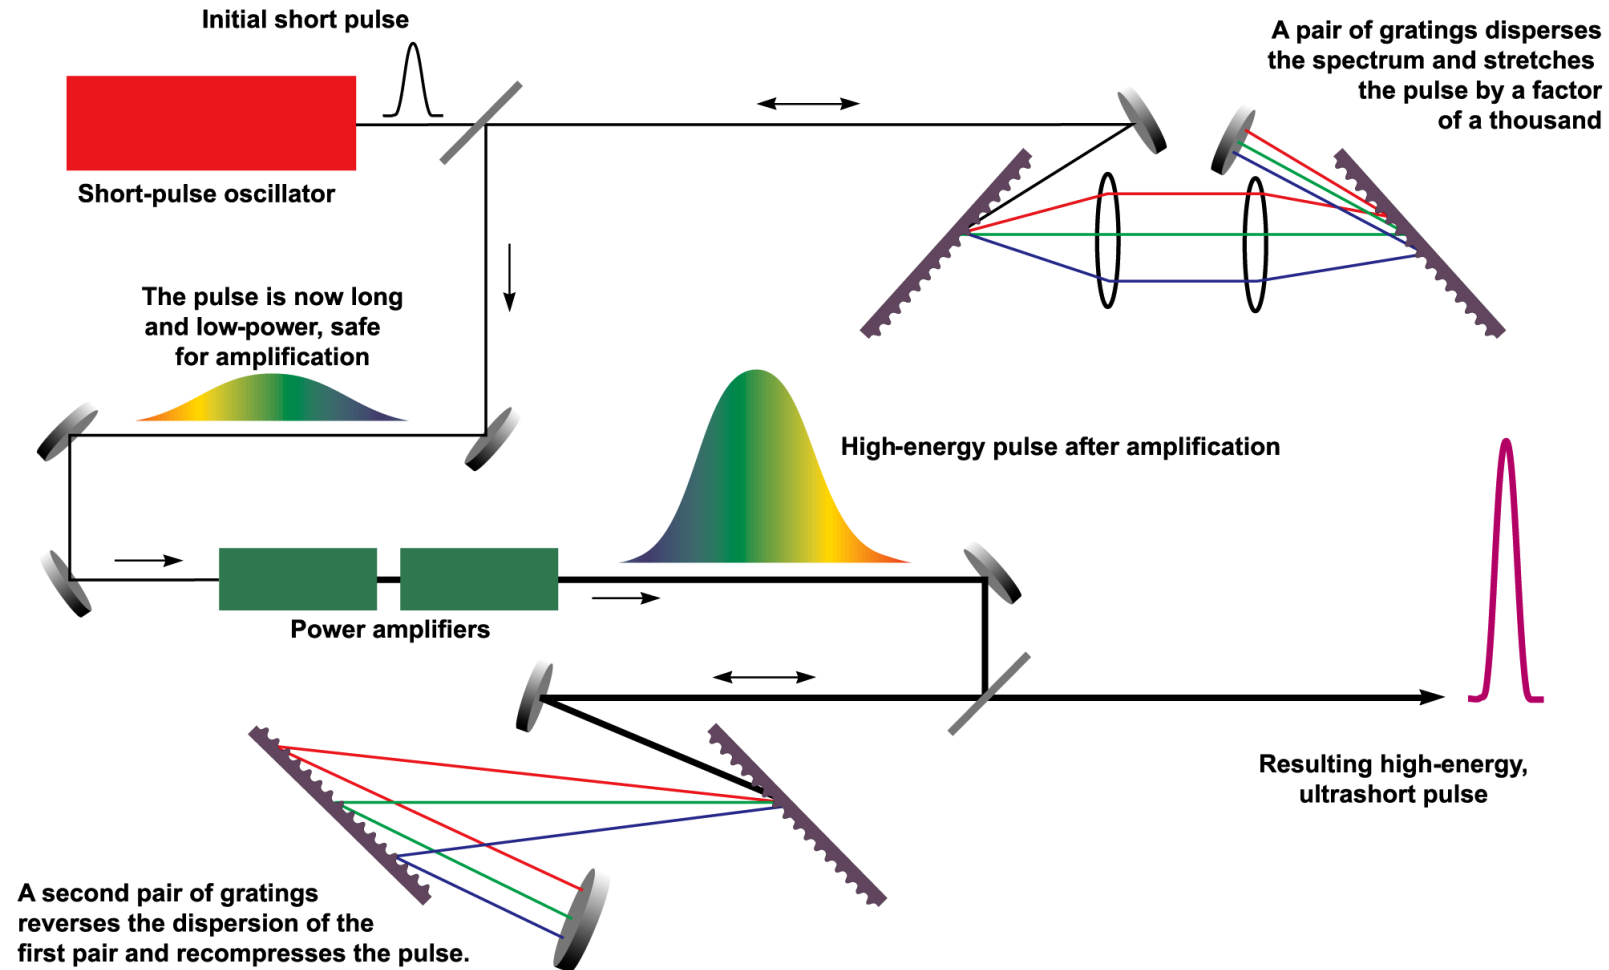 Initial short pulse
A pair of gratings disperses
the spectrum and stretches
the pulse by a factor
of a thousand
Short-pulse oscillator
The pulse is now long
and low-power, safe
for amplification
High-energy pulse after amplification
Power amplifiers
Resulting high-energy,
ultrashort pulse
A second pair of gratings
reverses the dispersion of the
first pair and recompresses the pulse.